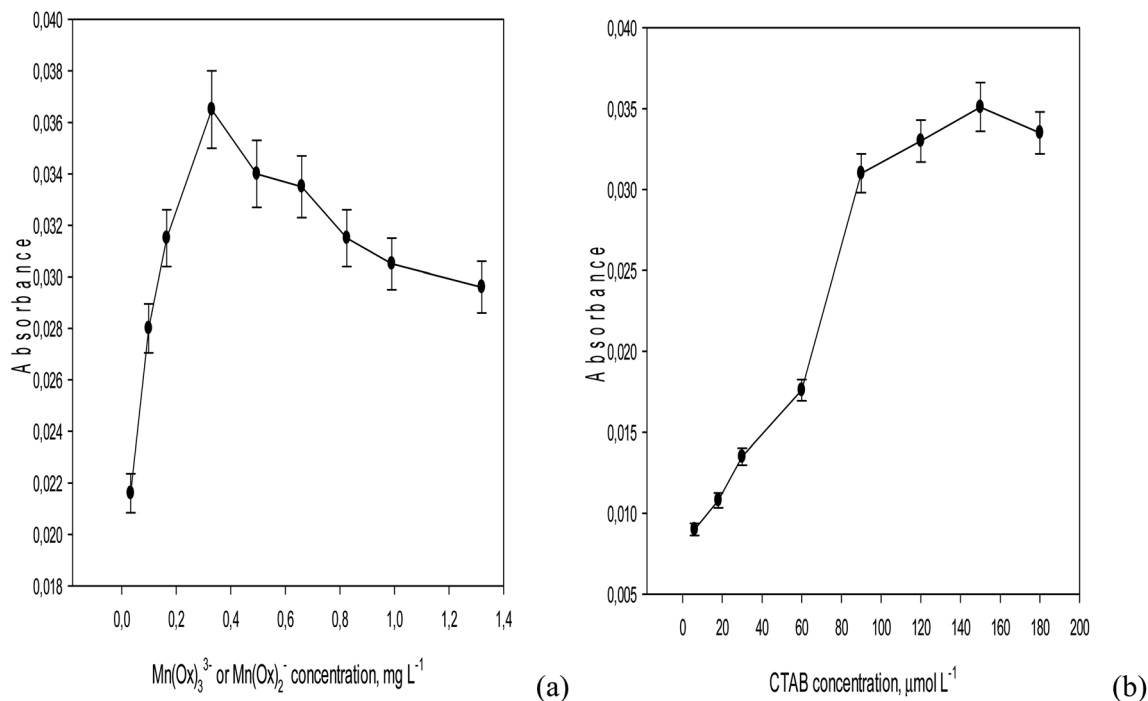 0,040
0,038
0,036
0,034
0,032
0,030
0,028
0,026
0,024
0,022
0,020
0,018
Absorbance
0,0 0,2 0,4 0,6 0,8 1,0 1,2 1,4
Mn(Ox)₃³⁻ or Mn(Ox)₂⁻ concentration, mg L⁻¹
(a)
0,040
0,035
0,030
0,025
0,020
0,015
0,010
0,005
Absorbance
0 20 40 60 80 100 120 140 160 180 200
CTAB concentration, µmol L⁻¹
(b)